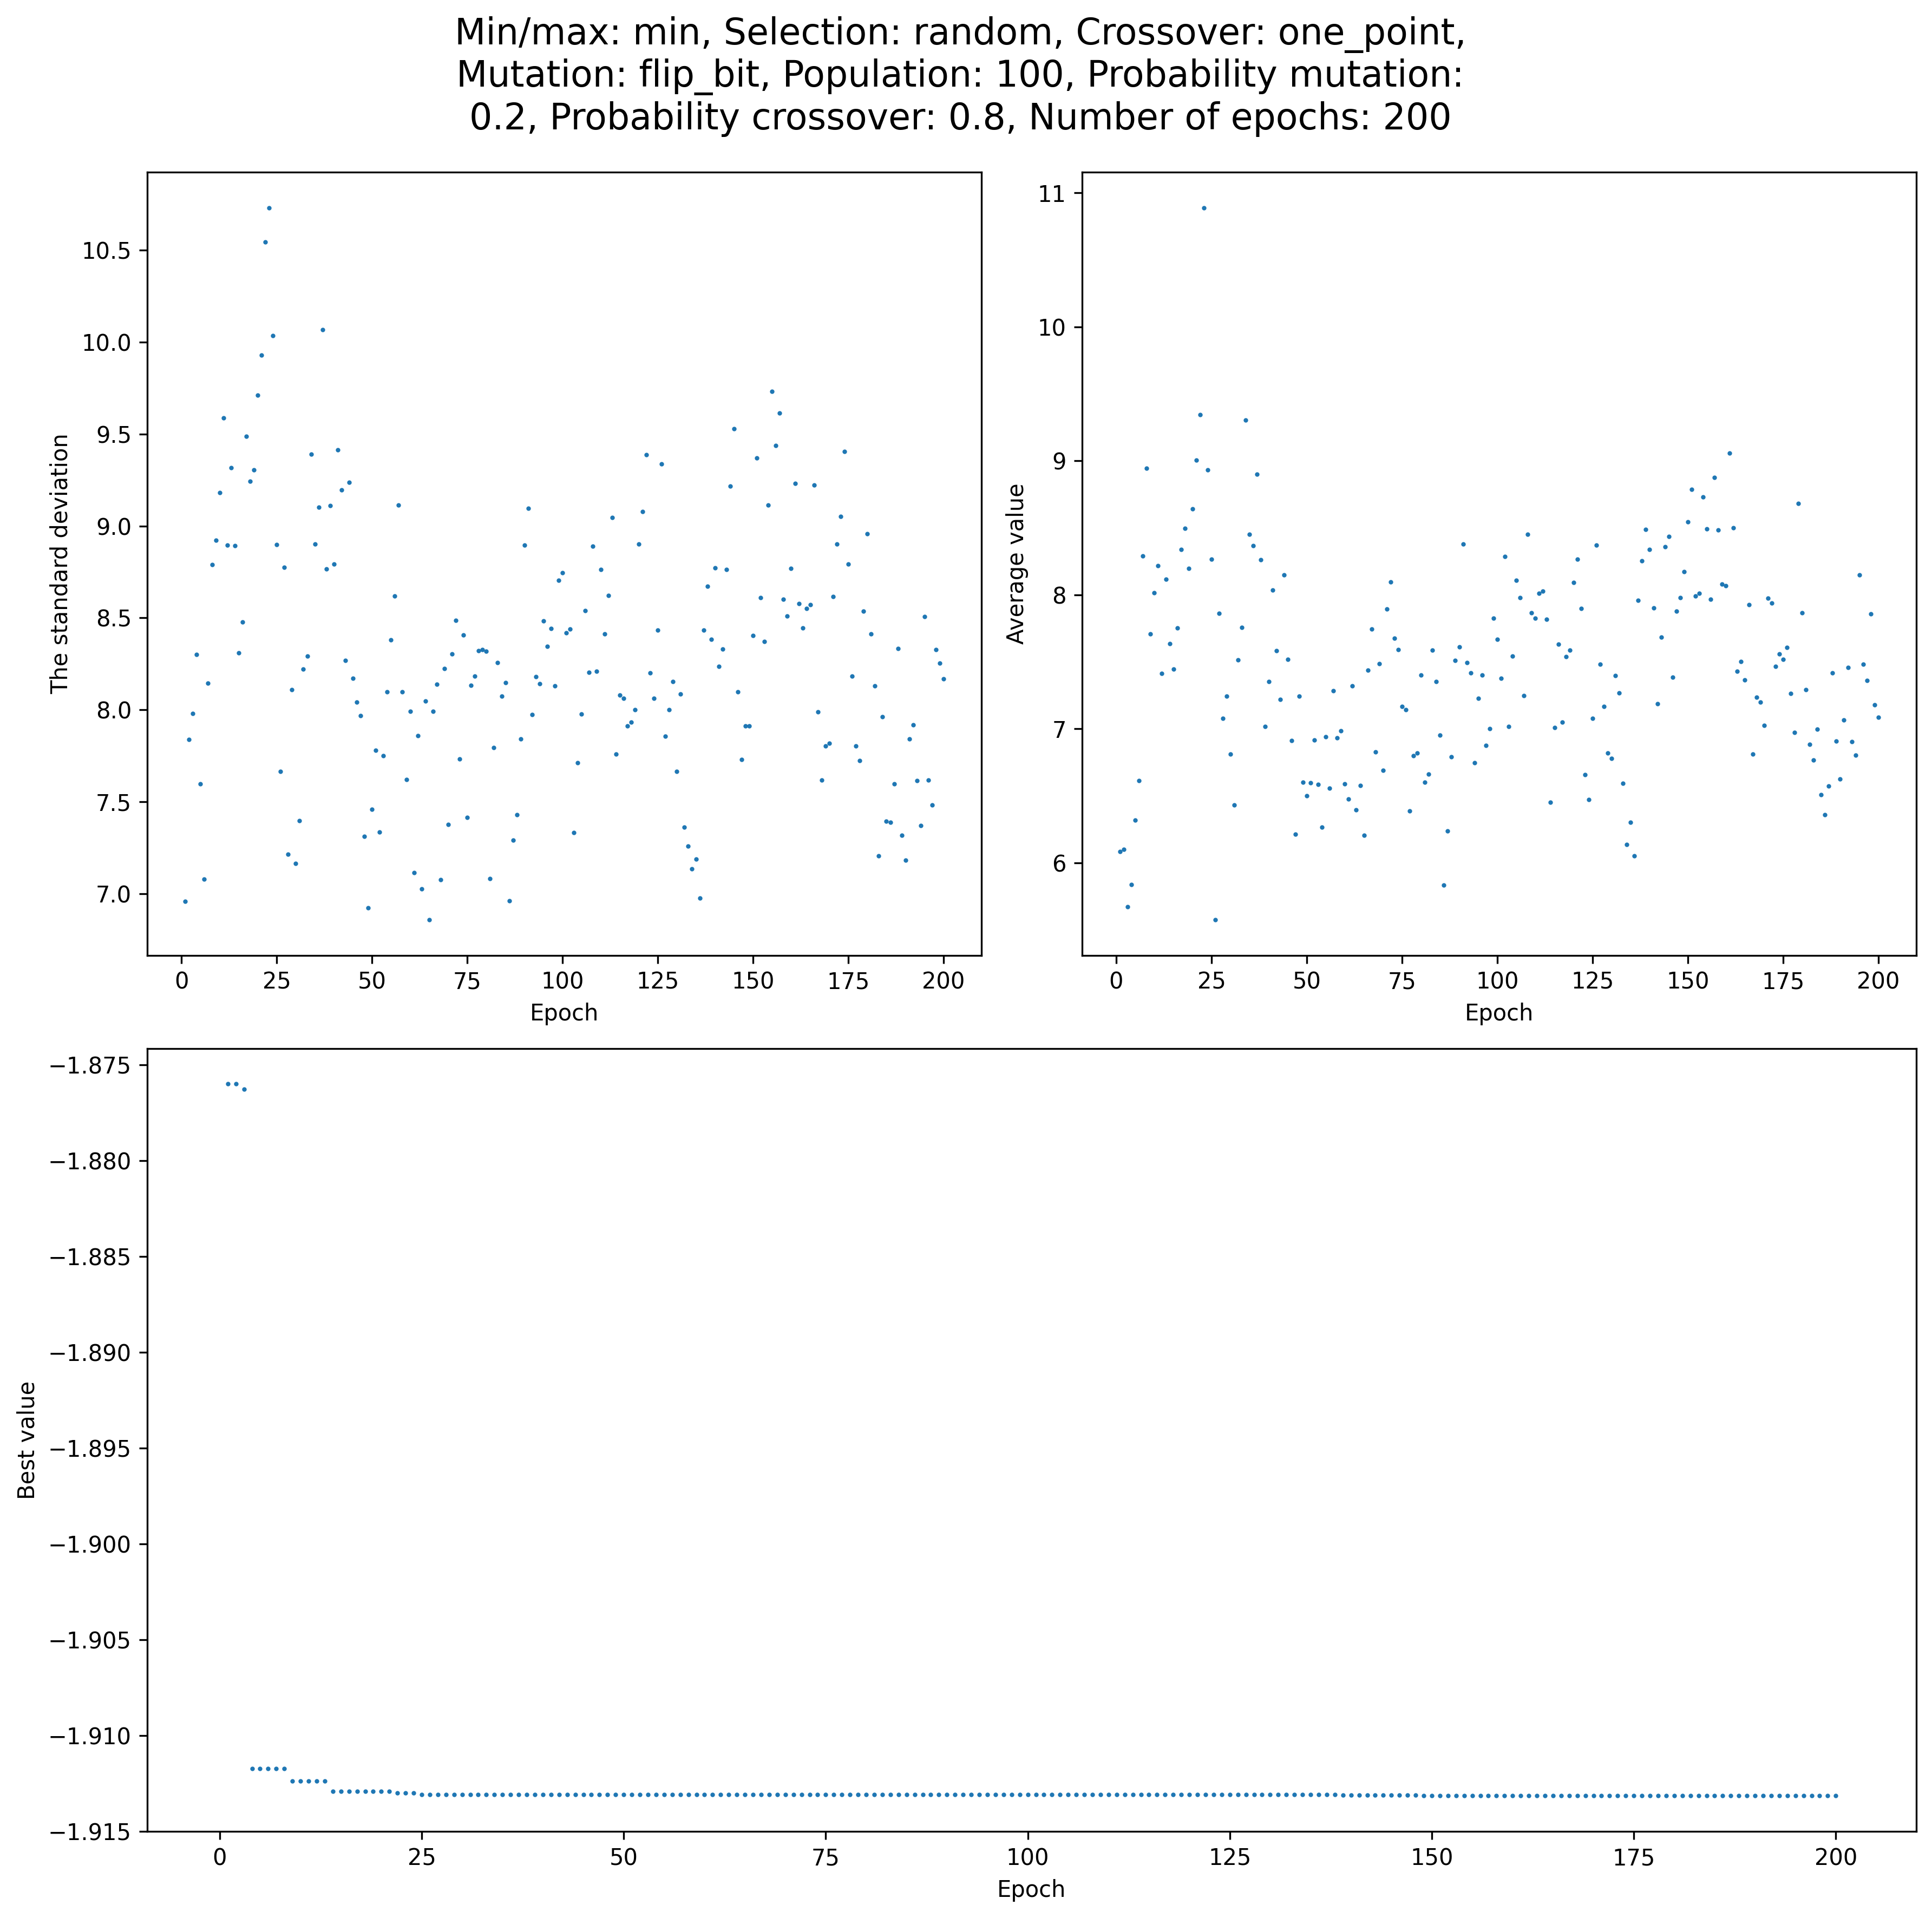 Min/max: min, Selection: random, Crossover: one_point,
Mutation: flip_bit, Population: 100, Probability mutation:
0.2, Probability crossover: 0.8, Number of epochs: 200
The standard deviation
10.5
10.0
9.5
9.0
8.5
8.0
7.5
7.0
0 25 50 75 100 125 150 175 200
Epoch
Average value
11
10
9
8
7
6
0 25 50 75 100 125 150 175 200
Epoch
Best value
−1.875
−1.880
−1.885
−1.890
−1.895
−1.900
−1.905
−1.910
−1.915
0 25 50 75 100 125 150 175 200
Epoch